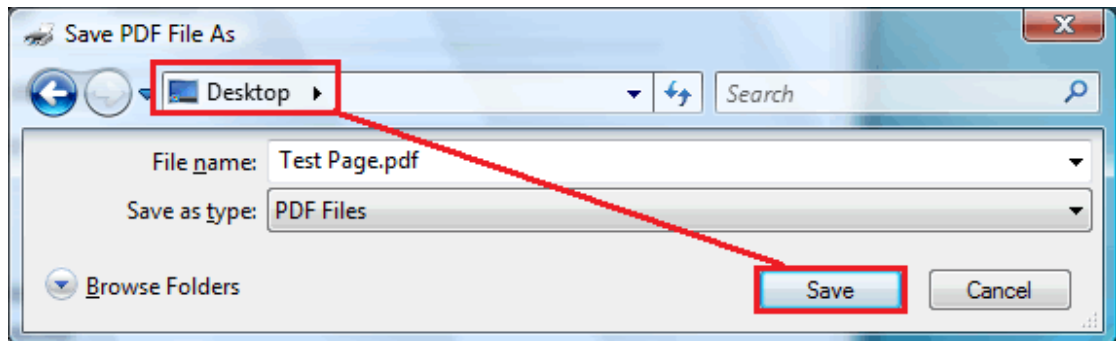 Save PDF File As
Desktop
Search
File name: Test Page.pdf
Save as type: PDF Files
Browse Folders
Save Cancel